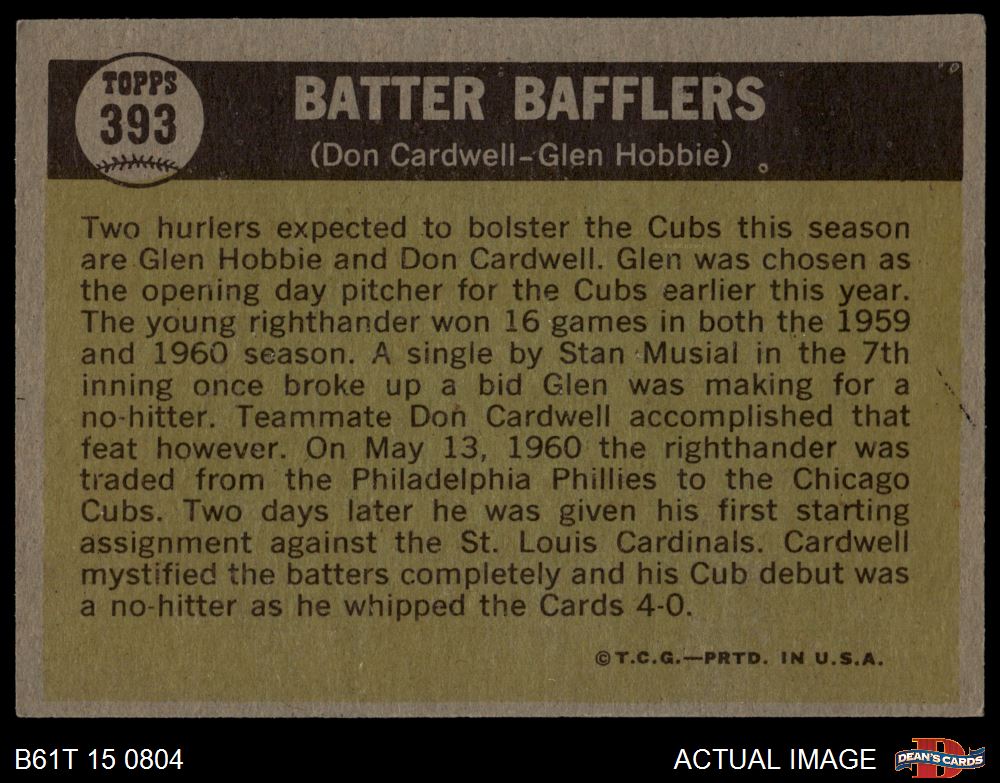 TOPPS
393
BATTER BAFFLERS
(Don Cardwell-Glen Hobbie)
Two hurlers expected to bolster the Cubs this season
are Glen Hobbie and Don Cardwell. Glen was chosen as
the opening day pitcher for the Cubs earlier this year.
The young righthander won 16 games in both the 1959
and 1960 season. A single by Stan Musial in the 7th
inning once broke up a bid Glen was making for a
no-hitter. Teammate Don Cardwell accomplished that
feat however. On May 13, 1960 the righthander was
traded from the Philadelphia Phillies to the Chicago
Cubs. Two days later he was given his first starting
assignment against the St. Louis Cardinals. Cardwell
mystified the batters completely and his Cub debut was
a no-hitter as he whipped the Cards 4-0.
©T.C.G.—PRTD. IN U.S.A.
B61T 15 0804
ACTUAL IMAGE
D
DEAN'S CARDS